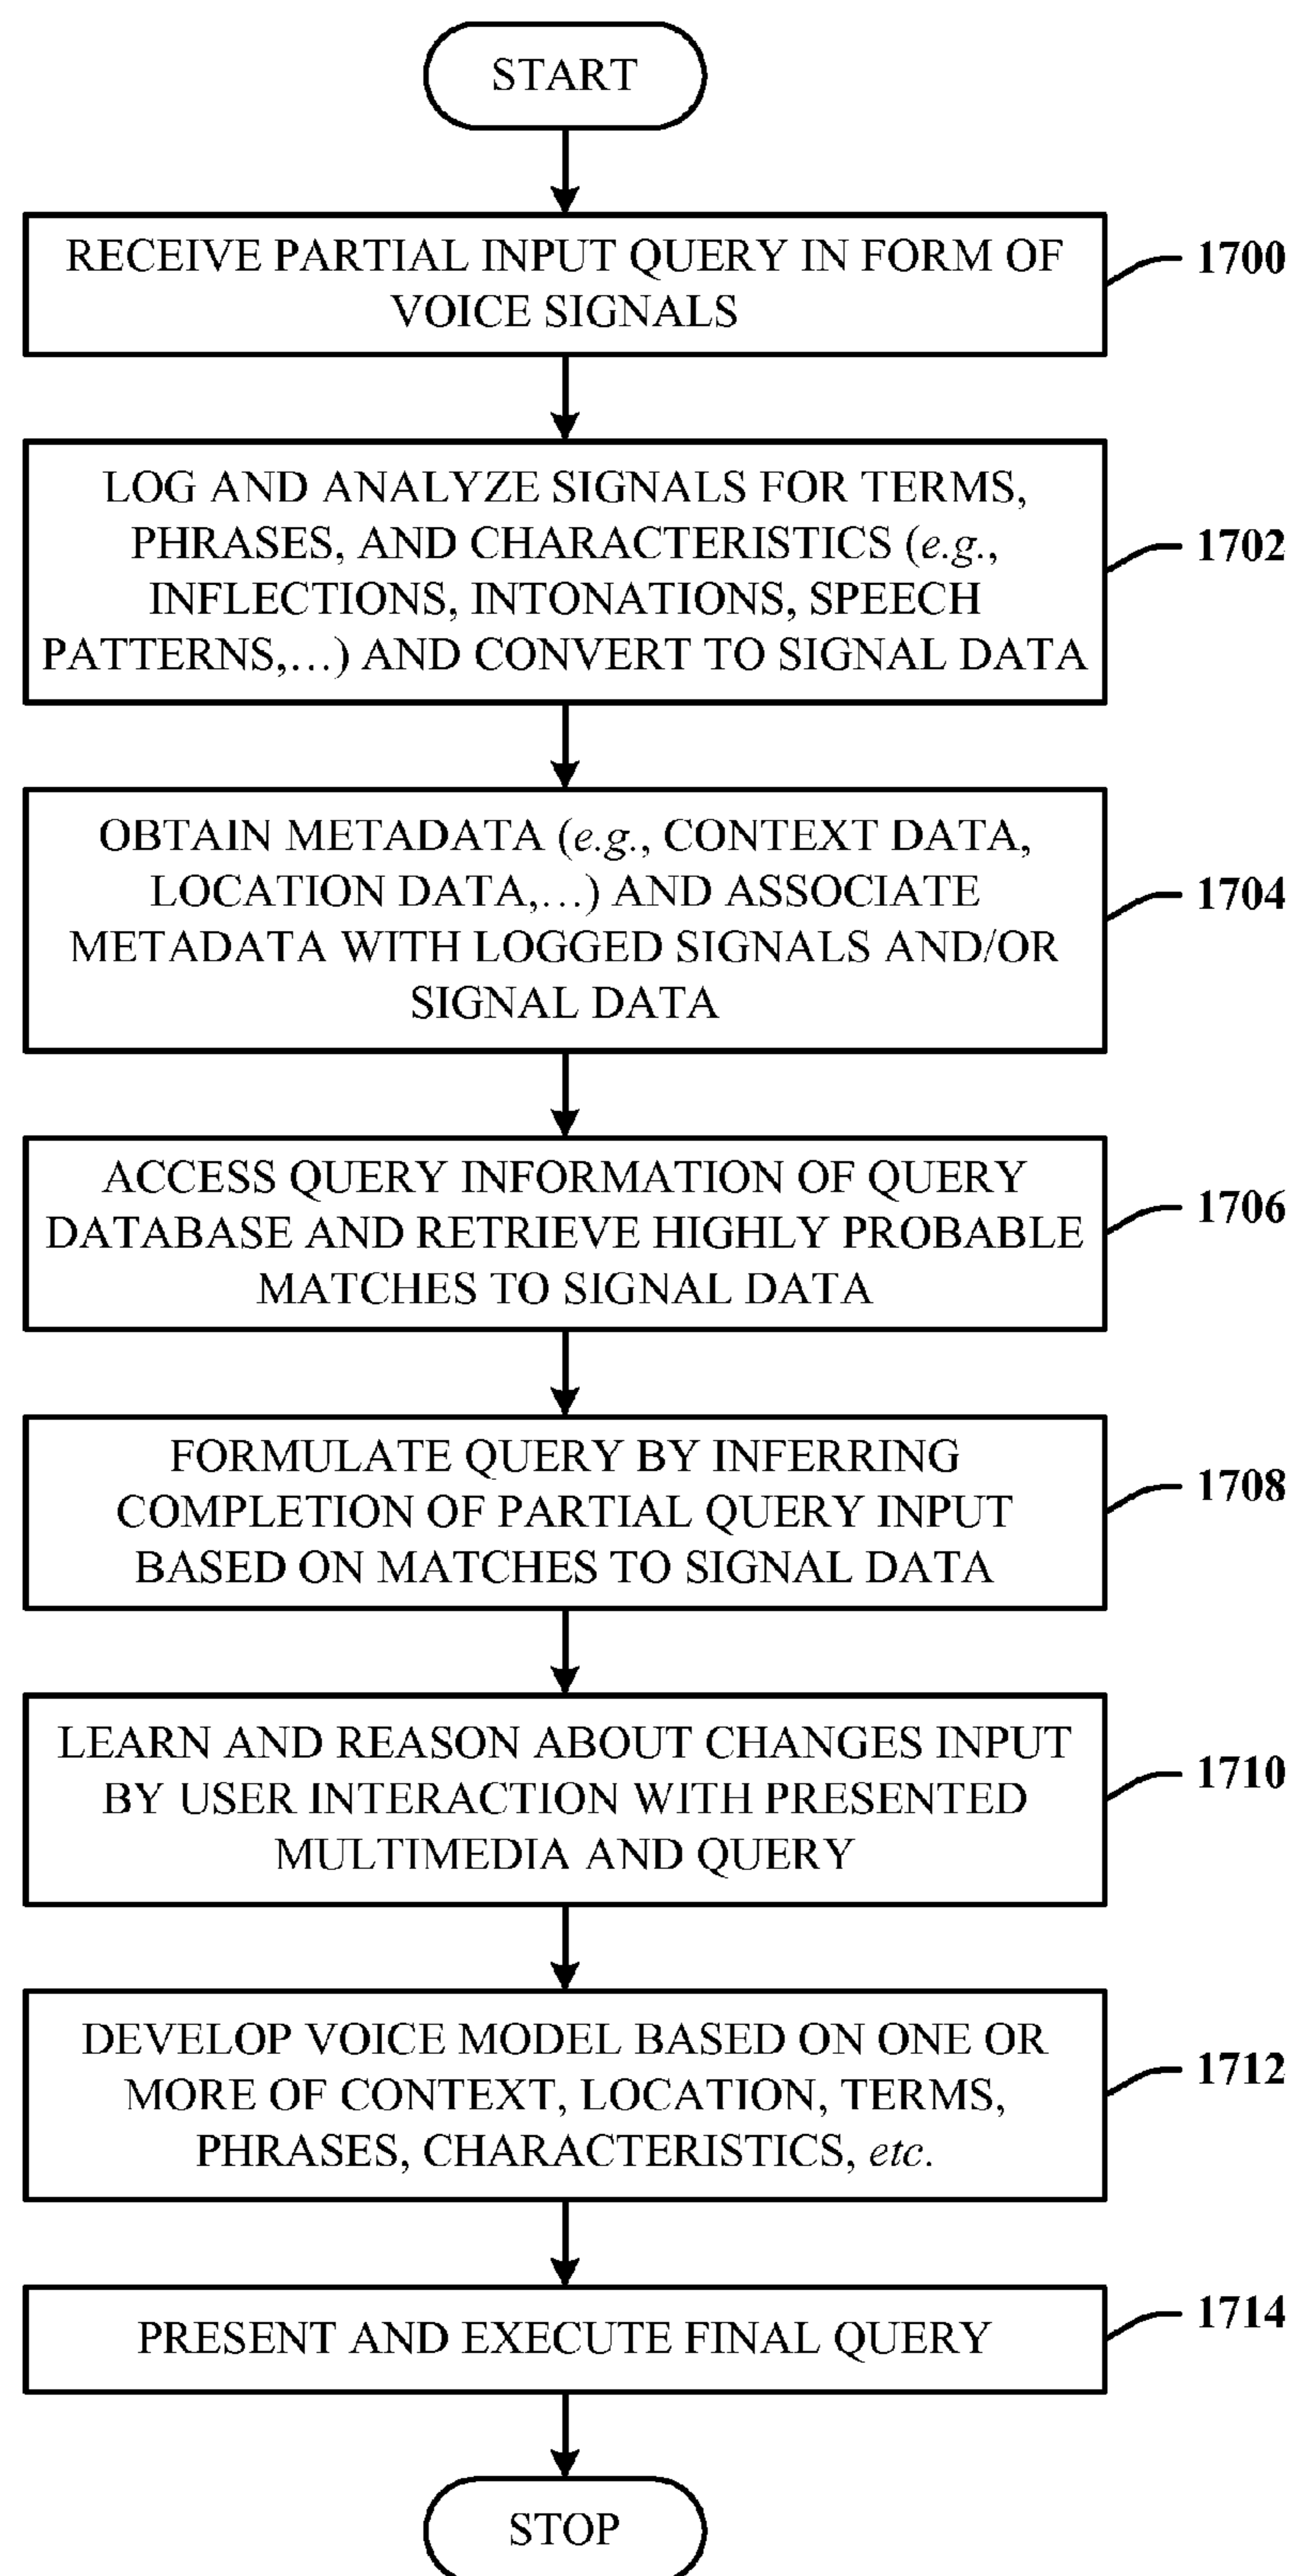 START
RECEIVE PARTIAL INPUT QUERY IN FORM OF
VOICE SIGNALS
1700
LOG AND ANALYZE SIGNALS FOR TERMS,
PHRASES, AND CHARACTERISTICS (e.g.,
INFLECTIONS, INTONATIONS, SPEECH
PATTERNS,...) AND CONVERT TO SIGNAL DATA
1702
OBTAIN METADATA (e.g., CONTEXT DATA,
LOCATION DATA,...) AND ASSOCIATE
METADATA WITH LOGGED SIGNALS AND/OR
SIGNAL DATA
1704
ACCESS QUERY INFORMATION OF QUERY
DATABASE AND RETRIEVE HIGHLY PROBABLE
MATCHES TO SIGNAL DATA
1706
FORMULATE QUERY BY INFERRING
COMPLETION OF PARTIAL QUERY INPUT
BASED ON MATCHES TO SIGNAL DATA
1708
LEARN AND REASON ABOUT CHANGES INPUT
BY USER INTERACTION WITH PRESENTED
MULTIMEDIA AND QUERY
1710
DEVELOP VOICE MODEL BASED ON ONE OR
MORE OF CONTEXT, LOCATION, TERMS,
PHRASES, CHARACTERISTICS, etc.
1712
PRESENT AND EXECUTE FINAL QUERY
1714
STOP